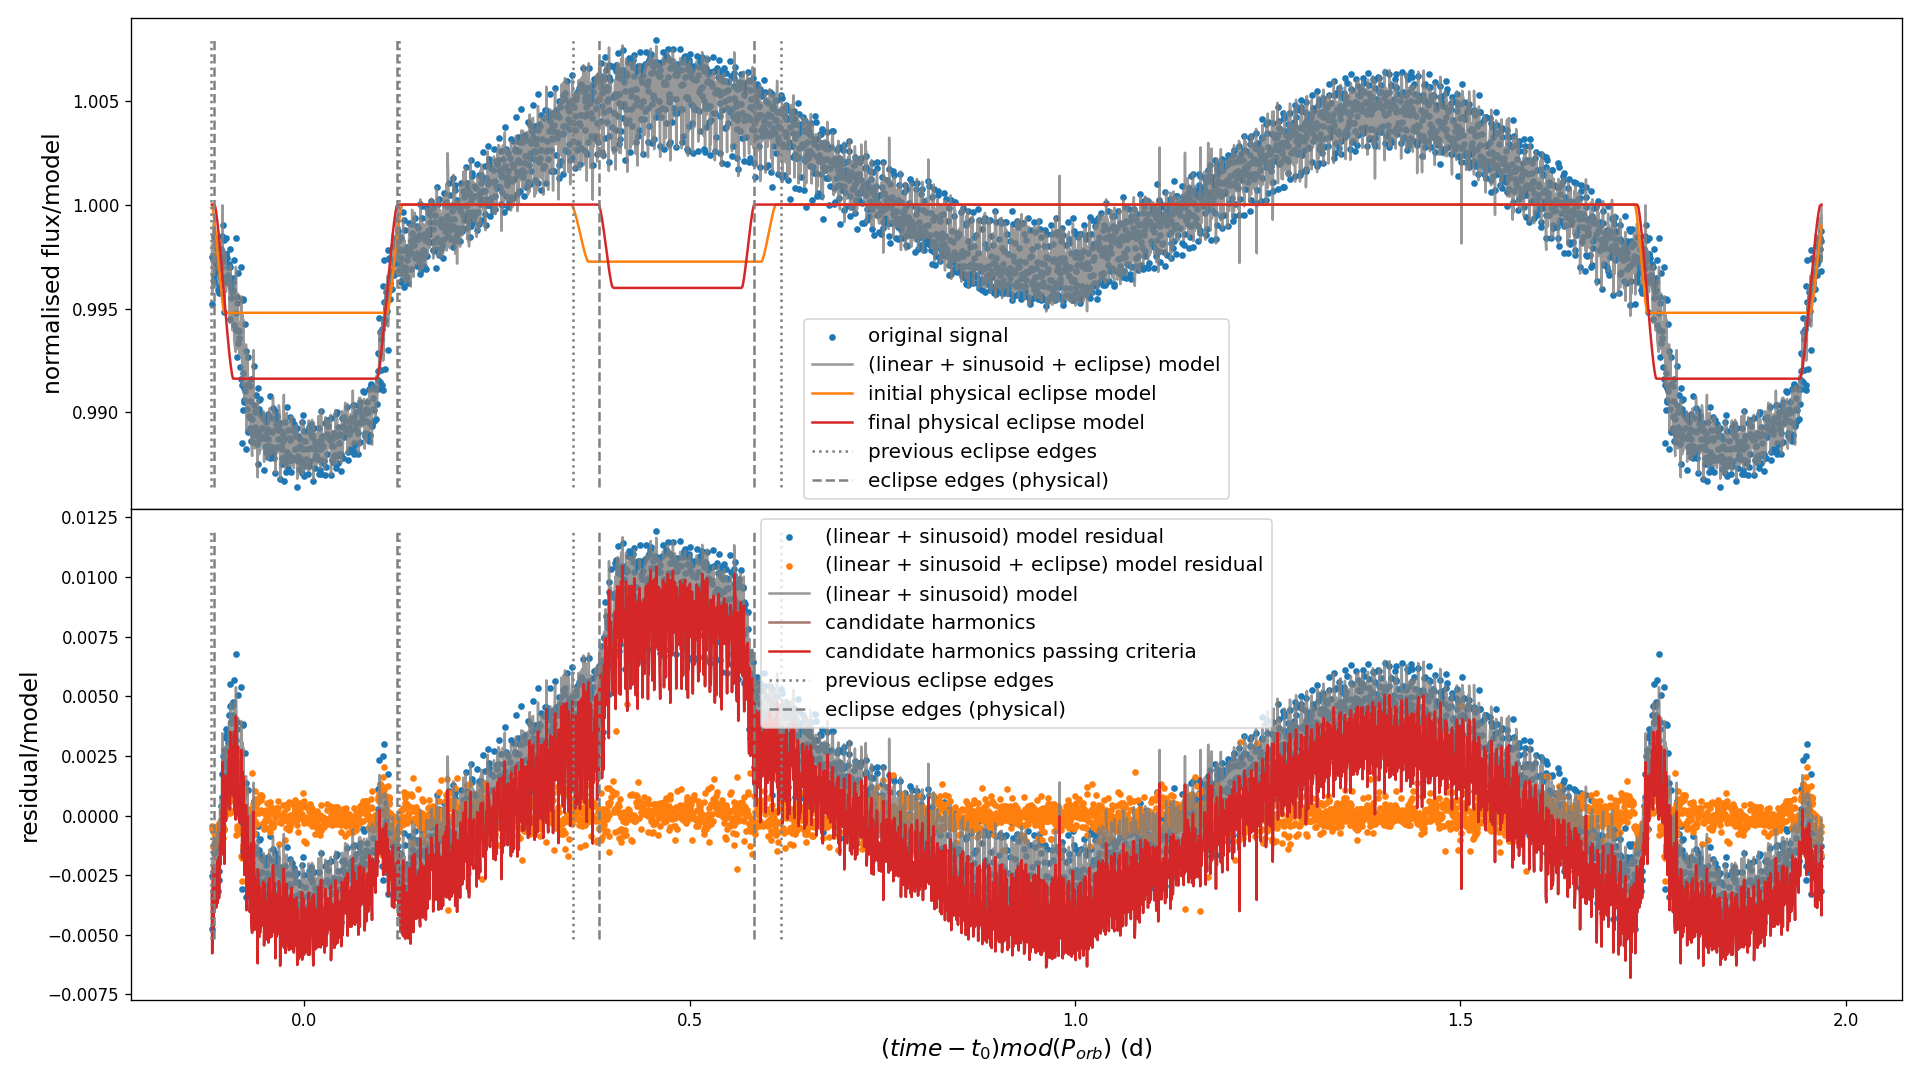 normalised flux/model
1.005
1.000
0.995
0.990
original signal
(linear + sinusoid + eclipse) model
initial physical eclipse model
final physical eclipse model
previous eclipse edges
eclipse edges (physical)
residual/model
0.0125
0.0100
0.0075
0.0050
0.0025
0.0000
−0.0025
−0.0050
−0.0075
(linear + sinusoid) model residual
(linear + sinusoid + eclipse) model residual
(linear + sinusoid) model
candidate harmonics
candidate harmonics passing criteria
previous eclipse edges
eclipse edges (physical)
0.0 0.5 1.0 1.5 2.0
(time − t₀)mod(P_orb) (d)